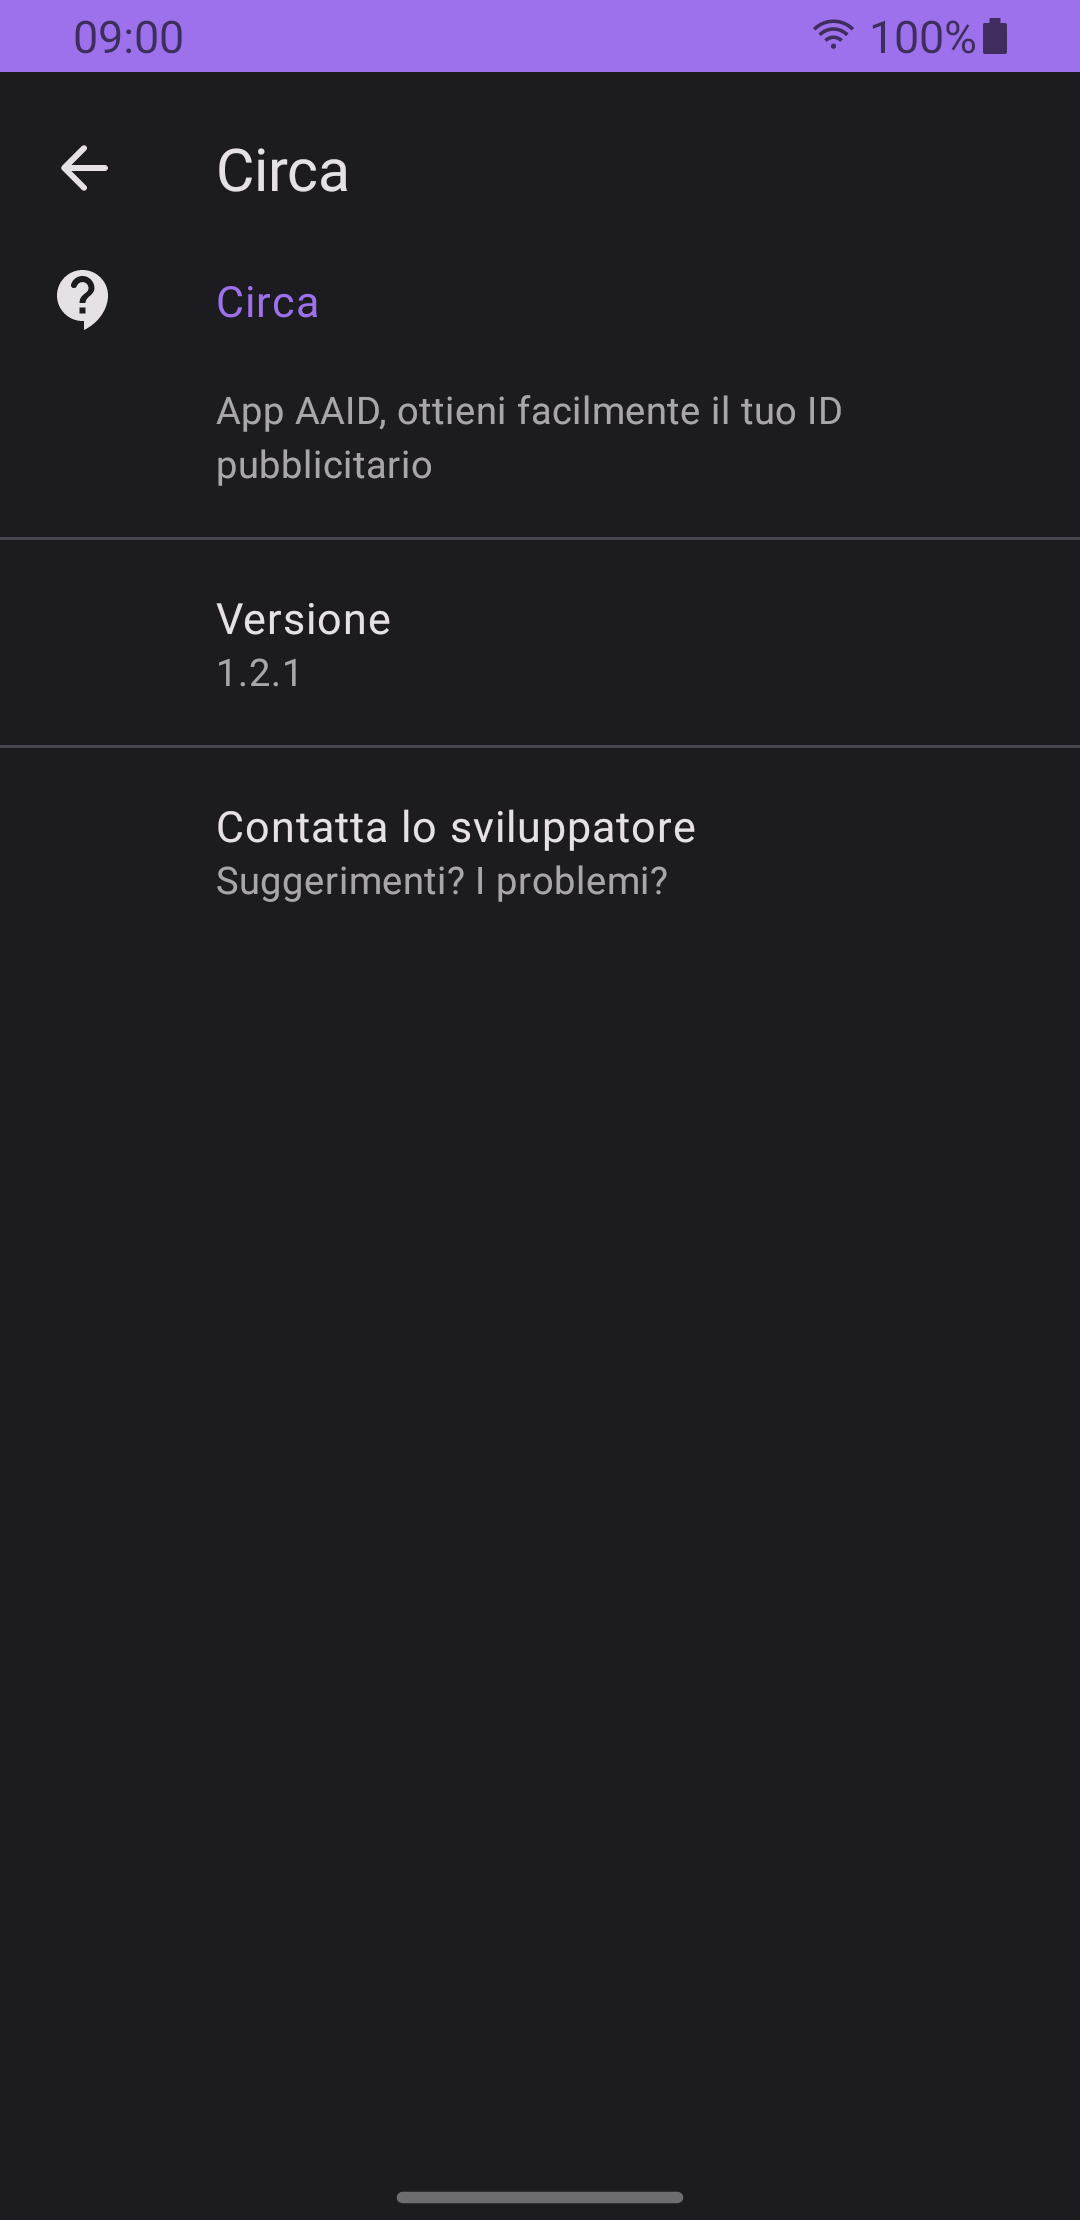 09:00
100%
Circa
Circa
App AAID, ottieni facilmente il tuo ID
pubblicitario
Versione
1.2.1
Contatta lo sviluppatore
Suggerimenti? I problemi?